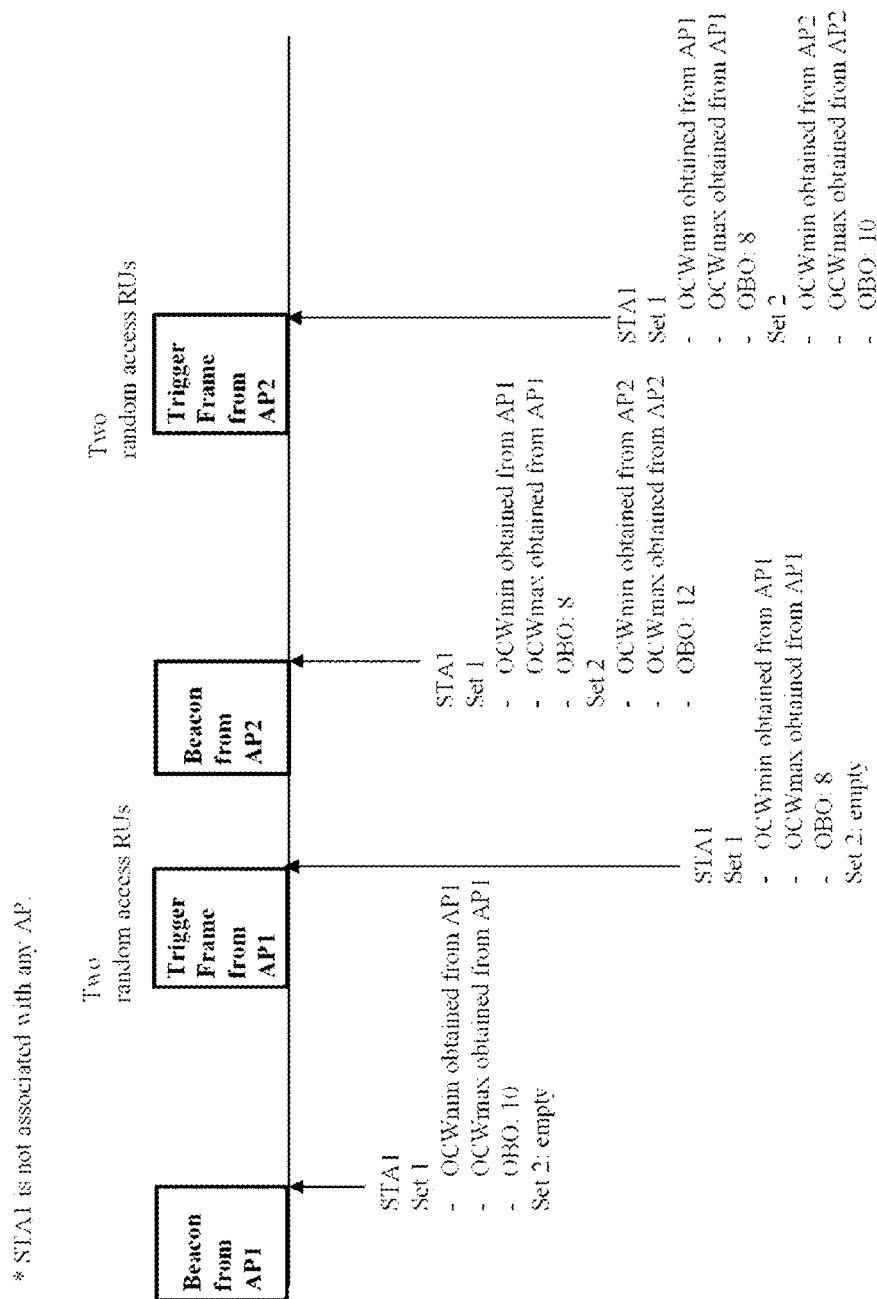 * STA1 is not associated with any AP.
Two
random access RUs
Two
random access RUs
Beacon
from
AP1
Trigger
Frame
from
AP1
Beacon
from
AP2
Trigger
Frame
from
AP2
STA1
Set 1
- OCWmin obtained from AP1
- OCWmax obtained from AP1
- OBO: 10
Set 2: empty
STA1
Set 1
- OCWmin obtained from AP1
- OCWmax obtained from AP1
- OBO: 8
Set 2: empty
STA1
Set 1
- OCWmin obtained from AP1
- OCWmax obtained from AP1
- OBO: 8
Set 2
- OCWmin obtained from AP2
- OCWmax obtained from AP2
- OBO: 12
STA1
Set 1
- OCWmin obtained from AP1
- OCWmax obtained from AP1
- OBO: 8
Set 2
- OCWmin obtained from AP2
- OCWmax obtained from AP2
- OBO: 10